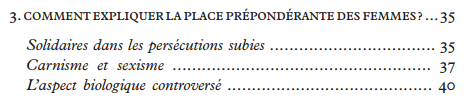 3. COMMENT EXPLIQUER LA PLACE PRÉPONDÉRANTE DES FEMMES? ... 35
Solidaires dans les persécutions subies ................................ 35
Carnisme et sexisme .................................................. 37
L'aspect biologique controversé ........................................ 40